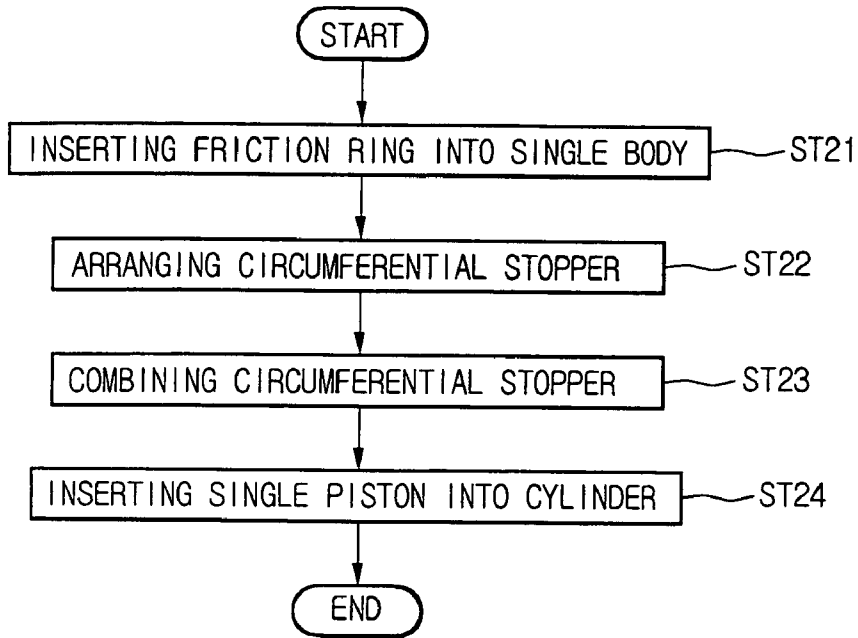 START
INSERTING FRICTION RING INTO SINGLE BODY
ST21
ARRANGING CIRCUMFERENTIAL STOPPER
ST22
COMBINING CIRCUMFERENTIAL STOPPER
ST23
INSERTING SINGLE PISTON INTO CYLINDER
ST24
END